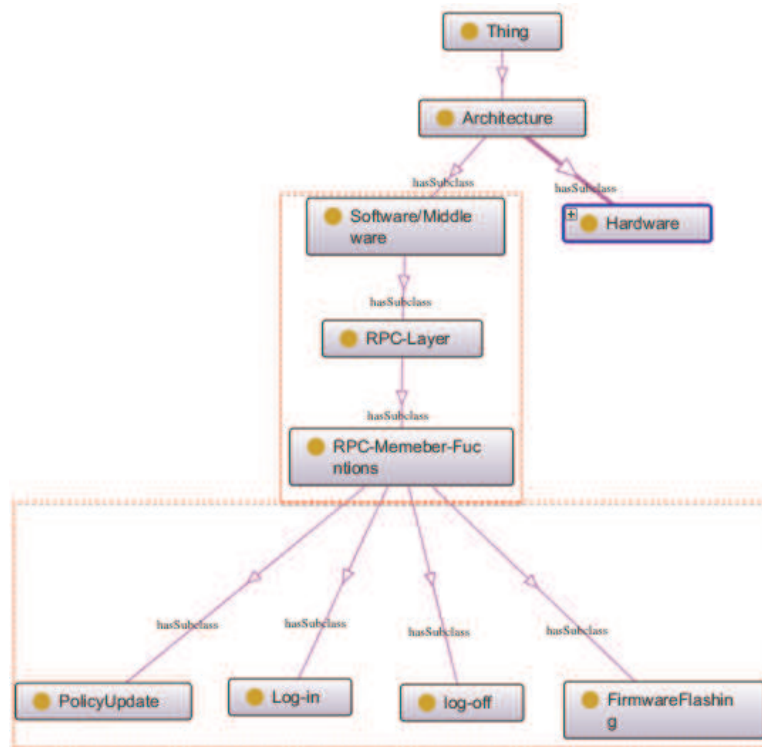 Thing
Architecture
hasSubclass
hasSubclass
Software/Middle
ware
Hardware
hasSubclass
RPC-Layer
hasSubclass
RPC-Memeber-Fuc
ntions
hasSubclass
hasSubclass
hasSubclass
hasSubclass
PolicyUpdate
Log-in
log-off
FirmwareFlashin
g